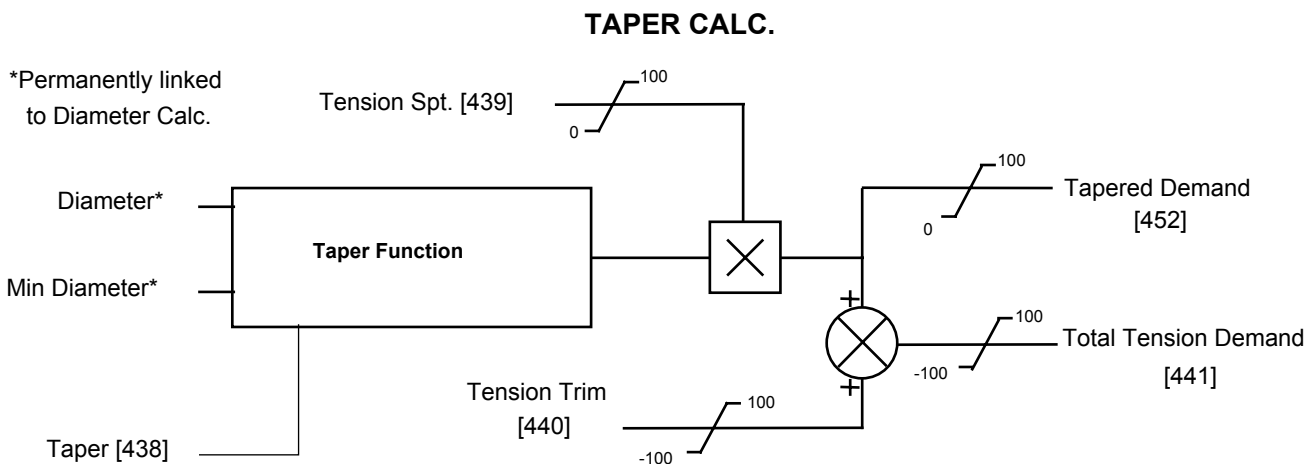 TAPER CALC.
*Permanently linked
to Diameter Calc.
Tension Spt. [439]
100
0
Diameter*
Min Diameter*
Taper Function
100
0
Tapered Demand
[452]
+
+
100
-100
Total Tension Demand
[441]
Tension Trim
[440]
100
-100
Taper [438]